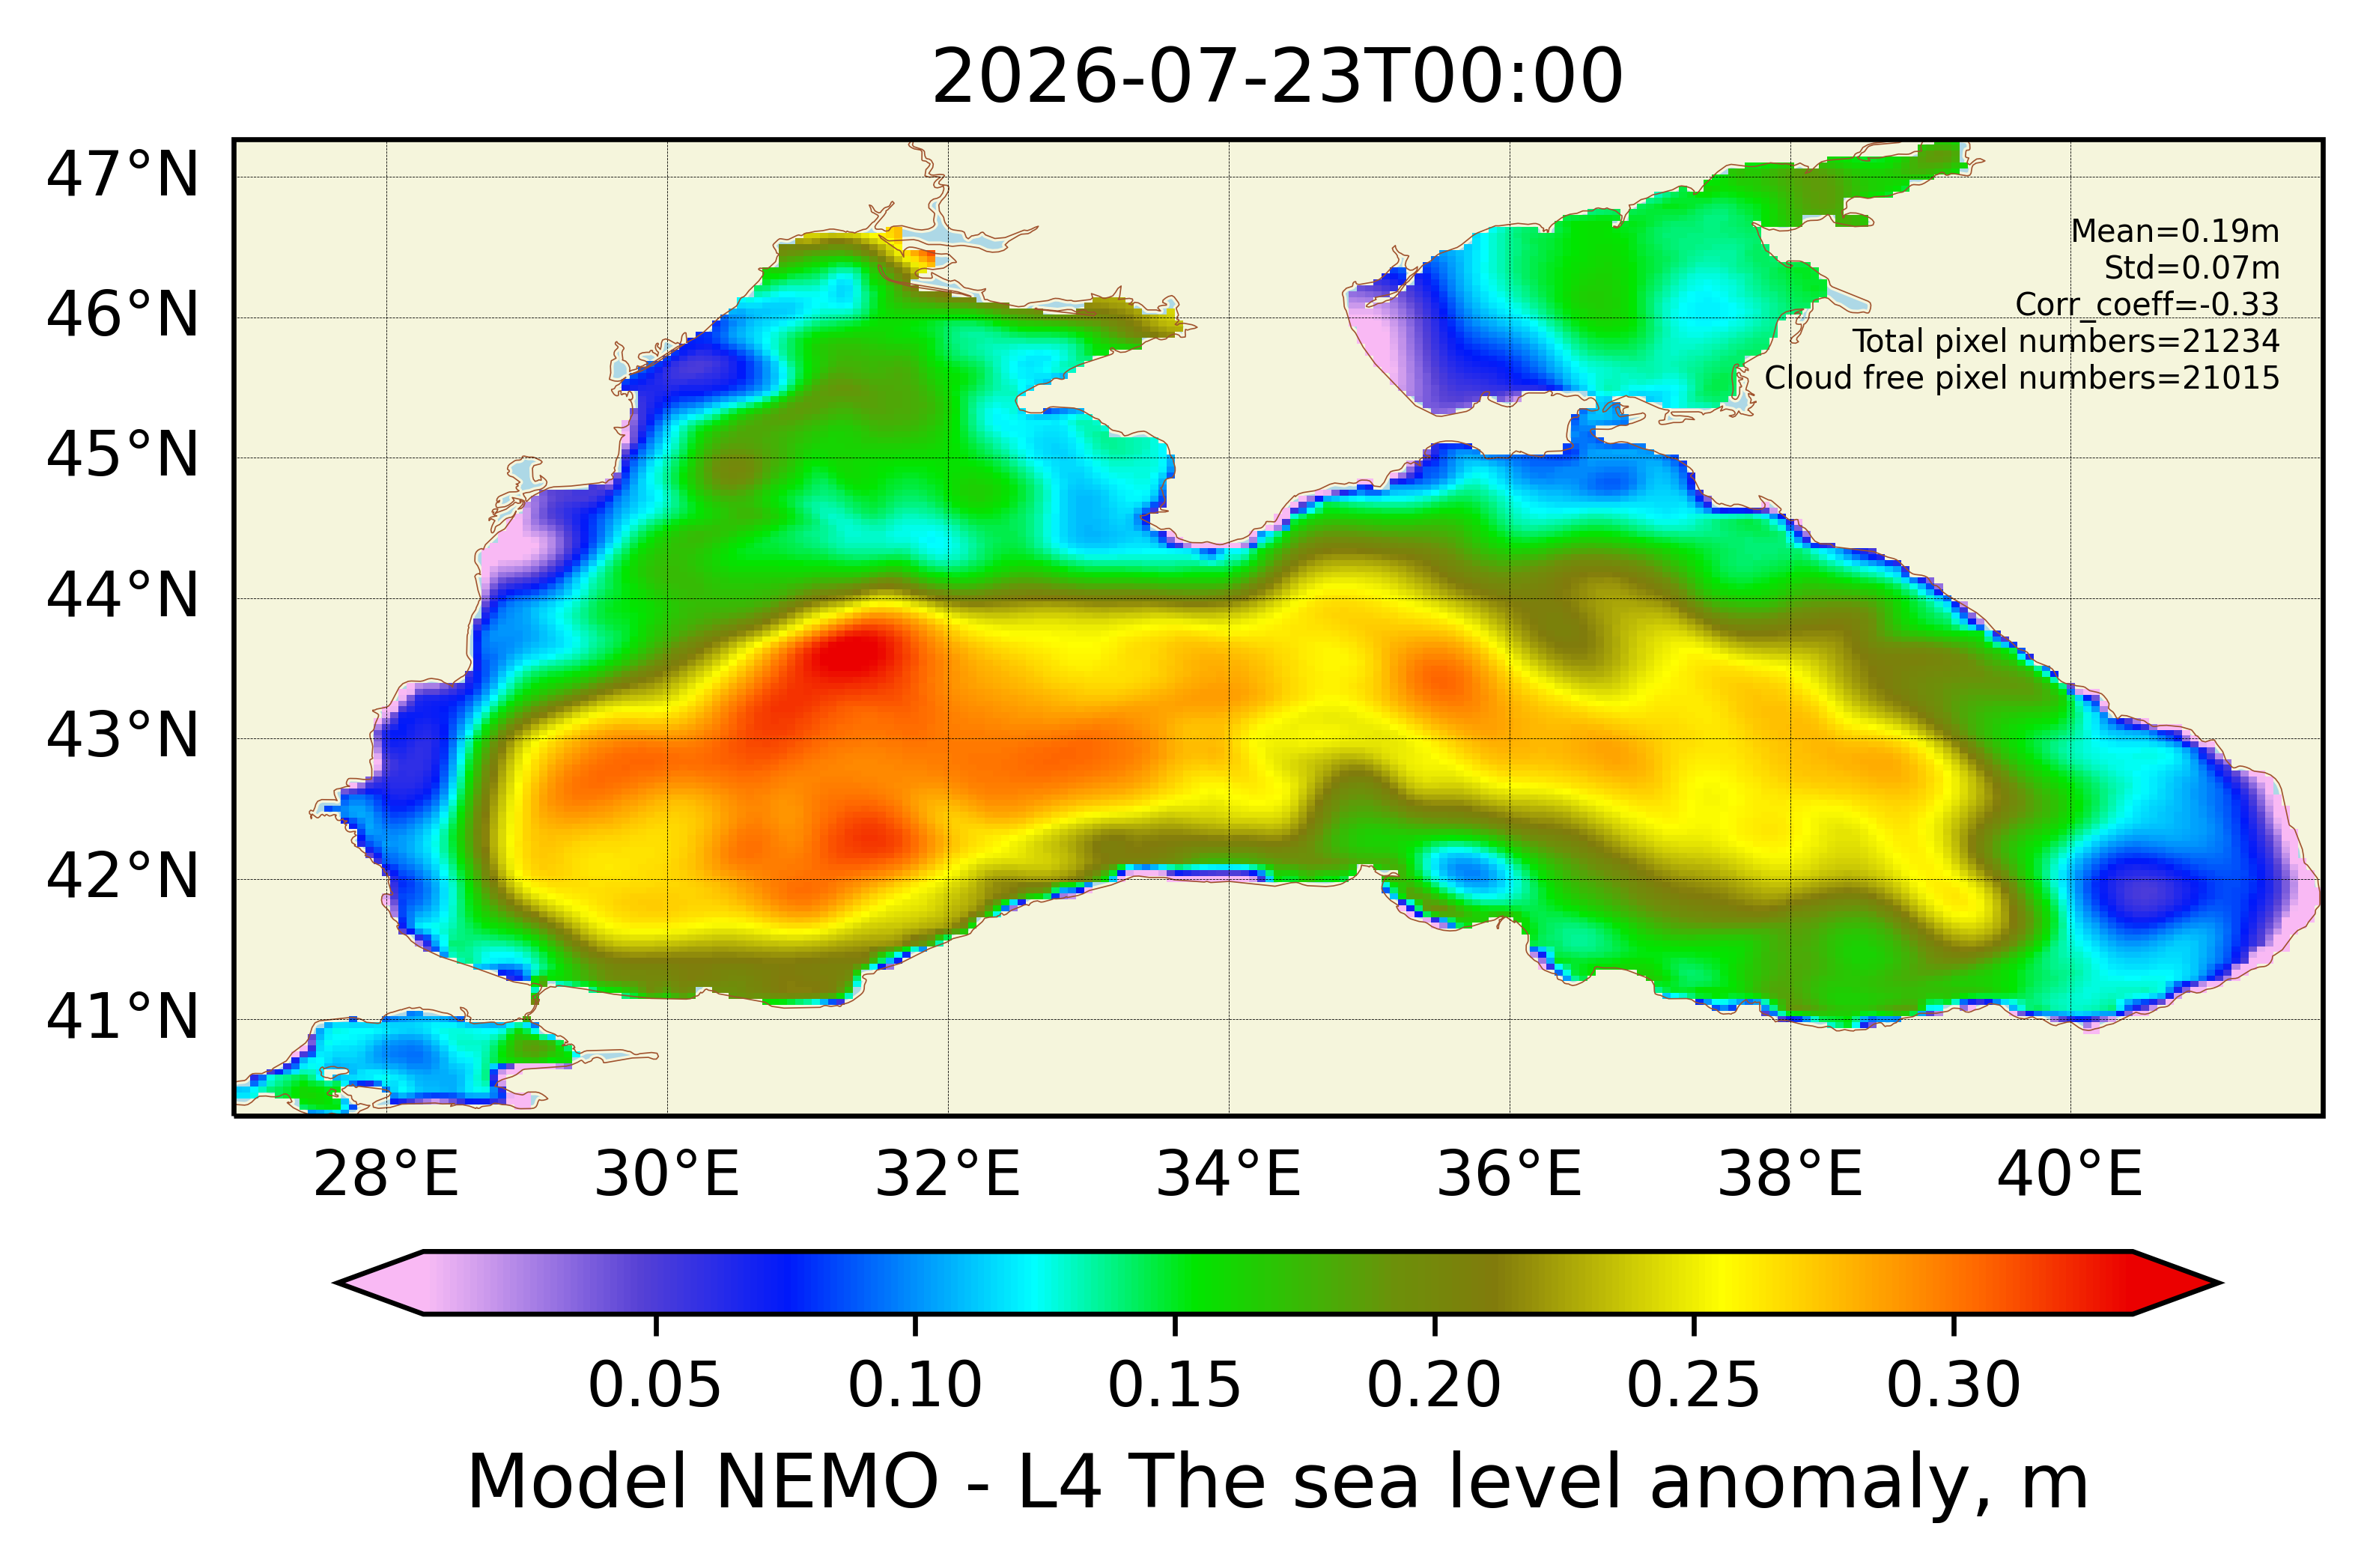 2026-07-23T00:00
47°N
46°N
45°N
44°N
43°N
42°N
41°N
Mean=0.19m
Std=0.07m
Corr_coeff=-0.33
Total pixel numbers=21234
Cloud free pixel numbers=21015
28°E 30°E 32°E 34°E 36°E 38°E 40°E
0.05 0.10 0.15 0.20 0.25 0.30
Model NEMO - L4 The sea level anomaly, m